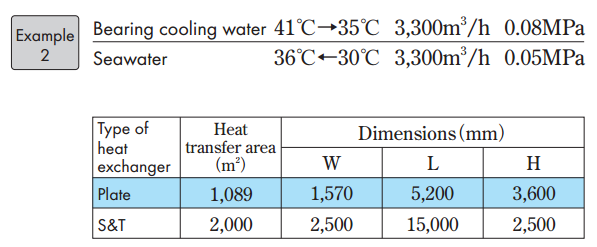 Example 2
Bearing cooling water 41℃→35℃ 3,300m³/h 0.08MPa
Seawater 36℃←30℃ 3,300m³/h 0.05MPa
Type of heat exchanger Heat transfer area (m²) Dimensions (mm)
W L H
Plate 1,089 1,570 5,200 3,600
S&T 2,000 2,500 15,000 2,500